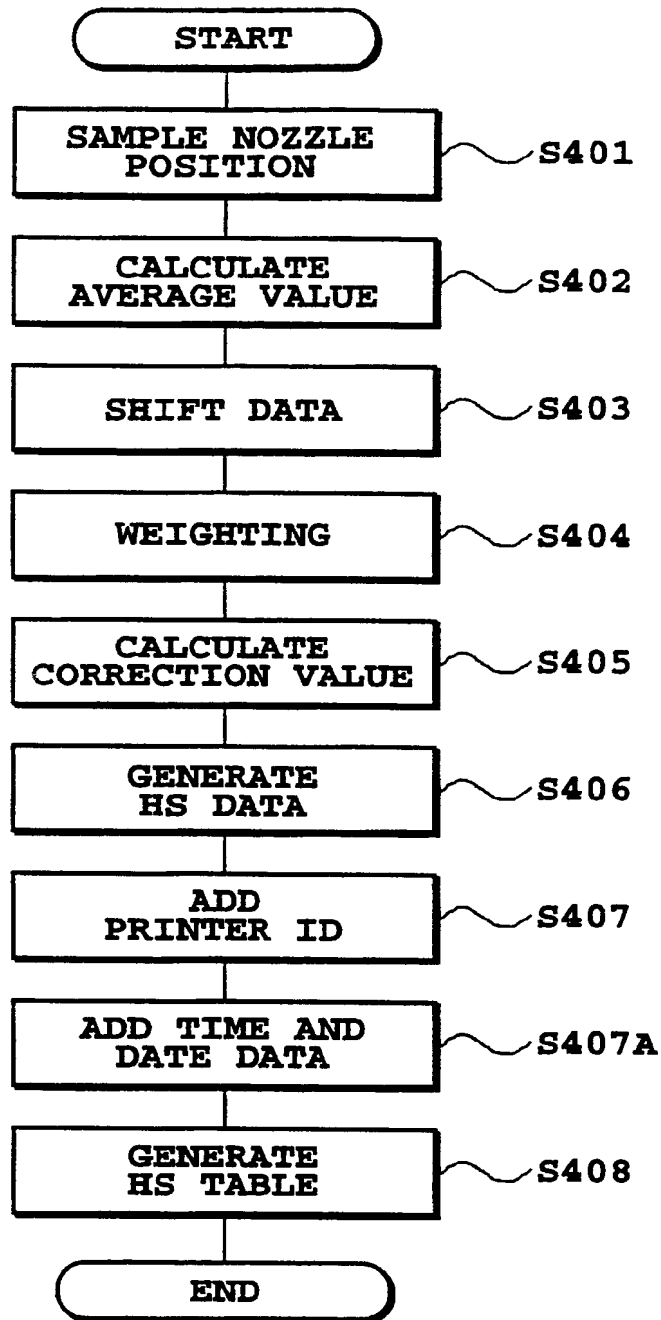 START
SAMPLE NOZZLE
POSITION
S401
CALCULATE
AVERAGE VALUE
S402
SHIFT DATA
S403
WEIGHTING
S404
CALCULATE
CORRECTION VALUE
S405
GENERATE
HS DATA
S406
ADD
PRINTER ID
S407
ADD TIME AND
DATE DATA
S407A
GENERATE
HS TABLE
S408
END